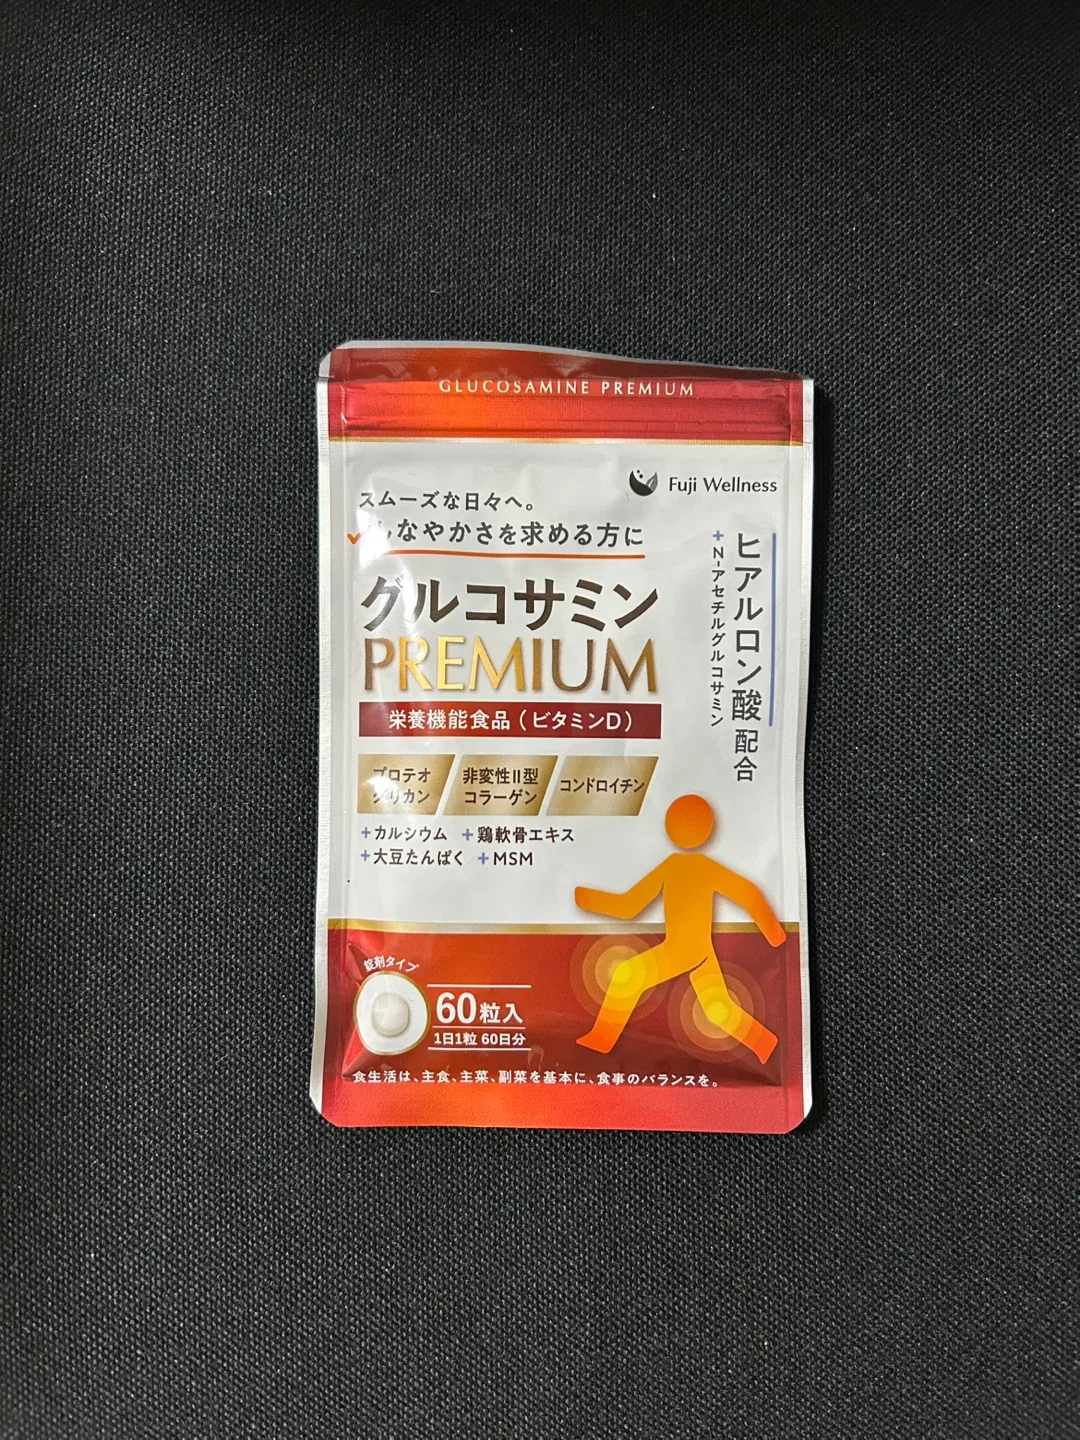 GLUCOSAMINE PREMIUM
Fuji Wellness
スムーズな日々へ。
しなやかさを求める方に
グルコサミン
PREMIUM
栄養機能食品(ビタミンD)
ヒアルロン酸配合
+N-アセチルグルコサミン
プロテオ
グリカン
非変性II型
コラーゲン
コンドロイチン
+カルシウム +鶏軟骨エキス
+大豆たんぱく +MSM
錠剤タイプ
60粒入
1日1粒 60日分
食生活は、主食、主菜、副菜を基本に、食事のバランスを。